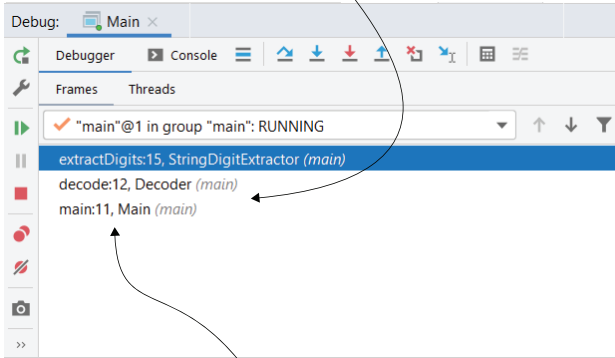 Debug: Main
Debugger Console
Frames Threads
"main"@1 in group "main": RUNNING
extractDigits:15, StringDigitExtractor (main)
decode:12, Decoder (main)
main:11, Main (main)